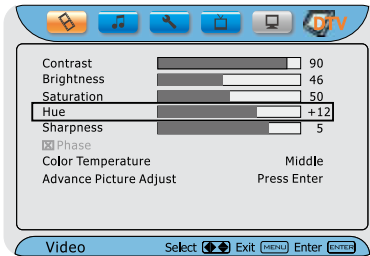 DTV
Contrast 90
Brightness 46
Saturation 50
Hue +12
Sharpness 5
Phase
Color Temperature Middle
Advance Picture Adjust Press Enter
Video Select Exit MENU Enter ENTER